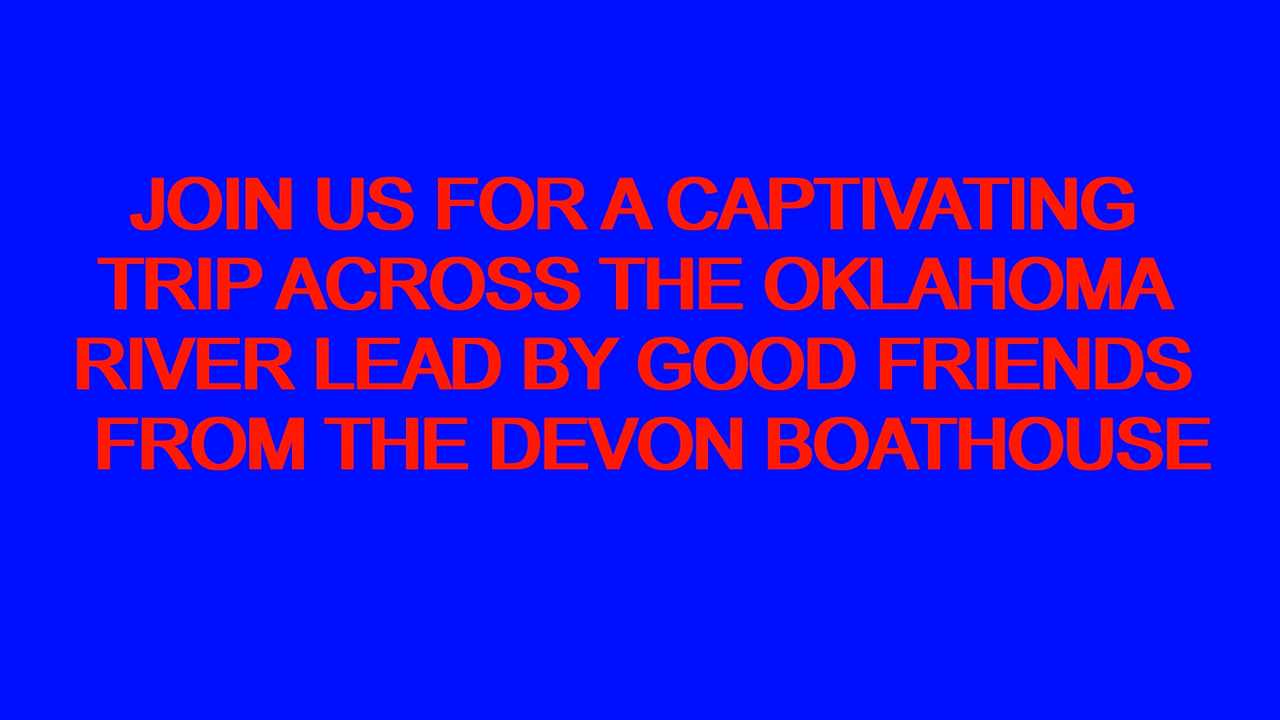 JOIN US FOR A CAPTIVATING
TRIP ACROSS THE OKLAHOMA
RIVER LEAD BY GOOD FRIENDS
FROM THE DEVON BOATHOUSE